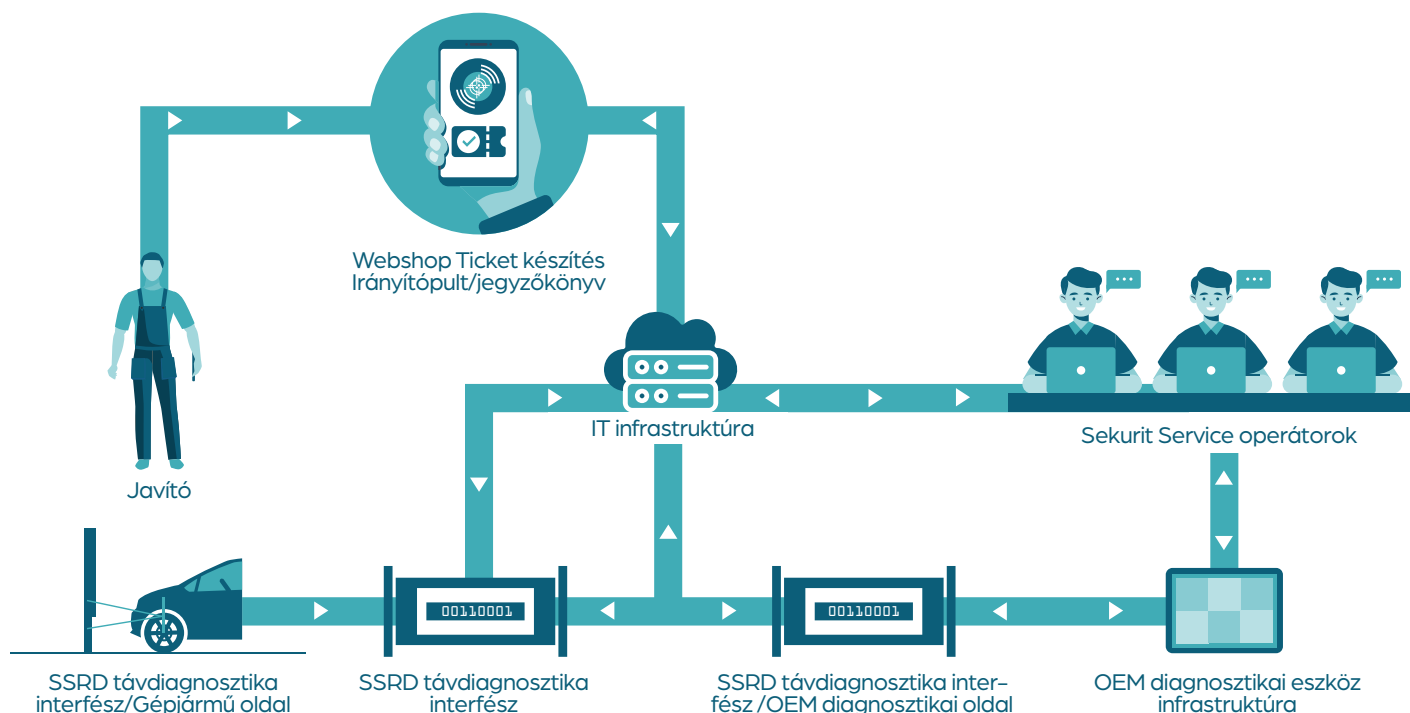 Webshop Ticket készítés
Irányítópult/jegyzőkönyv
IT infrastruktúra
Sekurit Service operátorok
Javító
00110001
00110001
SSRD távdiagnosztika
interfész/Gépjármű oldal
SSRD távdiagnosztika
interfész
SSRD távdiagnosztika inter-
fész /OEM diagnosztikai oldal
OEM diagnosztikai eszköz
infrastruktúra